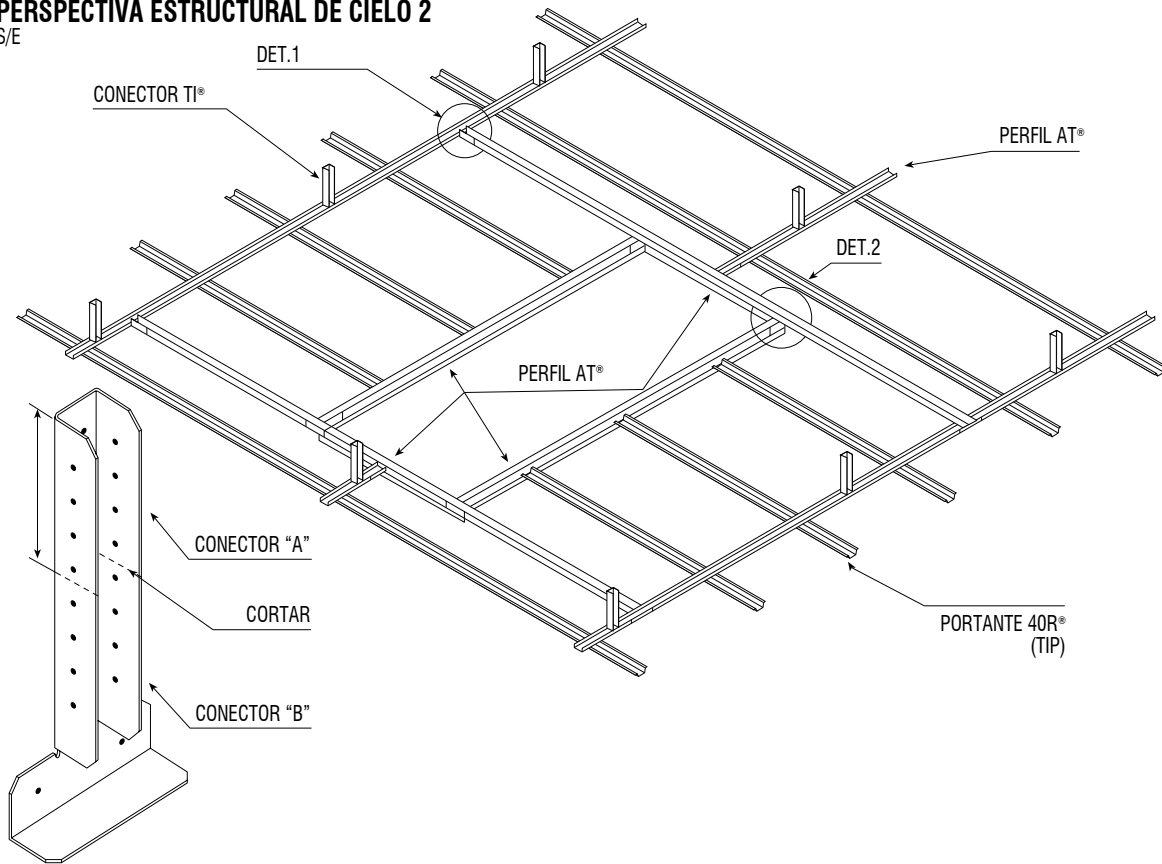 PERSPECTIVA ESTRUCTURAL DE CIELO 2
S/E
DET.1
CONECTOR TI®
PERFIL AT®
DET.2
PERFIL AT®
CONECTOR “A”
CORTAR
CONECTOR “B”
PORTANTE 40R®
(TIP)